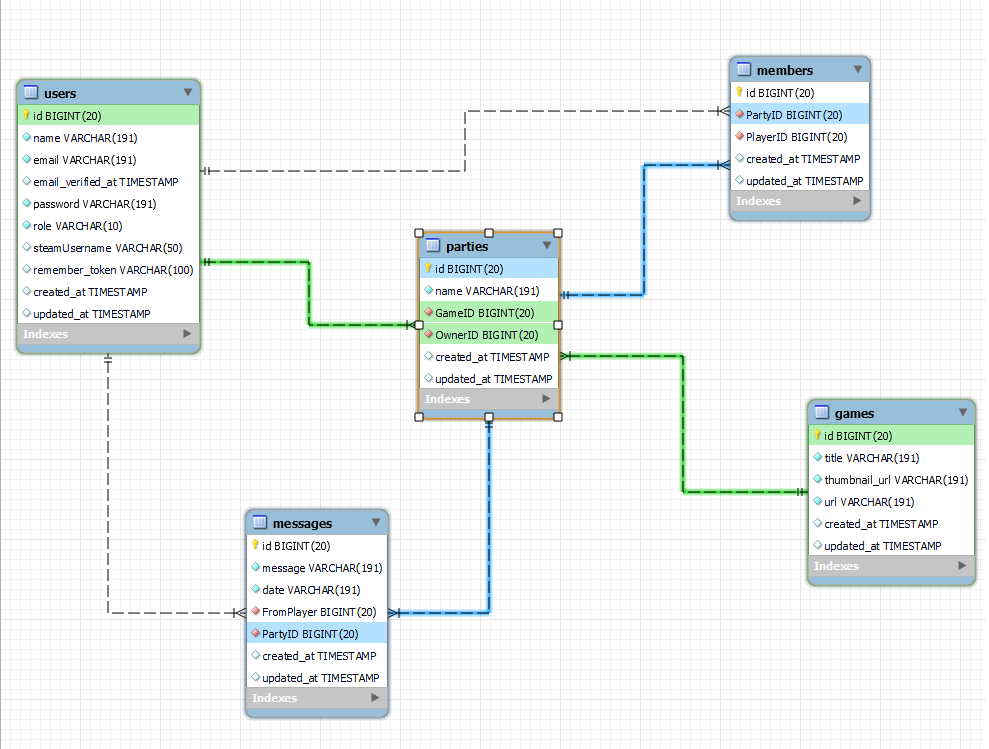 users
id BIGINT(20)
name VARCHAR(191)
email VARCHAR(191)
email_verified_at TIMESTAMP
password VARCHAR(191)
role VARCHAR(10)
steamUsername VARCHAR(50)
remember_token VARCHAR(100)
created_at TIMESTAMP
updated_at TIMESTAMP
Indexes
members
id BIGINT(20)
PartyID BIGINT(20)
PlayerID BIGINT(20)
created_at TIMESTAMP
updated_at TIMESTAMP
Indexes
parties
id BIGINT(20)
name VARCHAR(191)
GameID BIGINT(20)
OwnerID BIGINT(20)
created_at TIMESTAMP
updated_at TIMESTAMP
Indexes
games
id BIGINT(20)
title VARCHAR(191)
thumbnail_url VARCHAR(191)
url VARCHAR(191)
created_at TIMESTAMP
updated_at TIMESTAMP
Indexes
messages
id BIGINT(20)
message VARCHAR(191)
date VARCHAR(191)
FromPlayer BIGINT(20)
PartyID BIGINT(20)
created_at TIMESTAMP
updated_at TIMESTAMP
Indexes